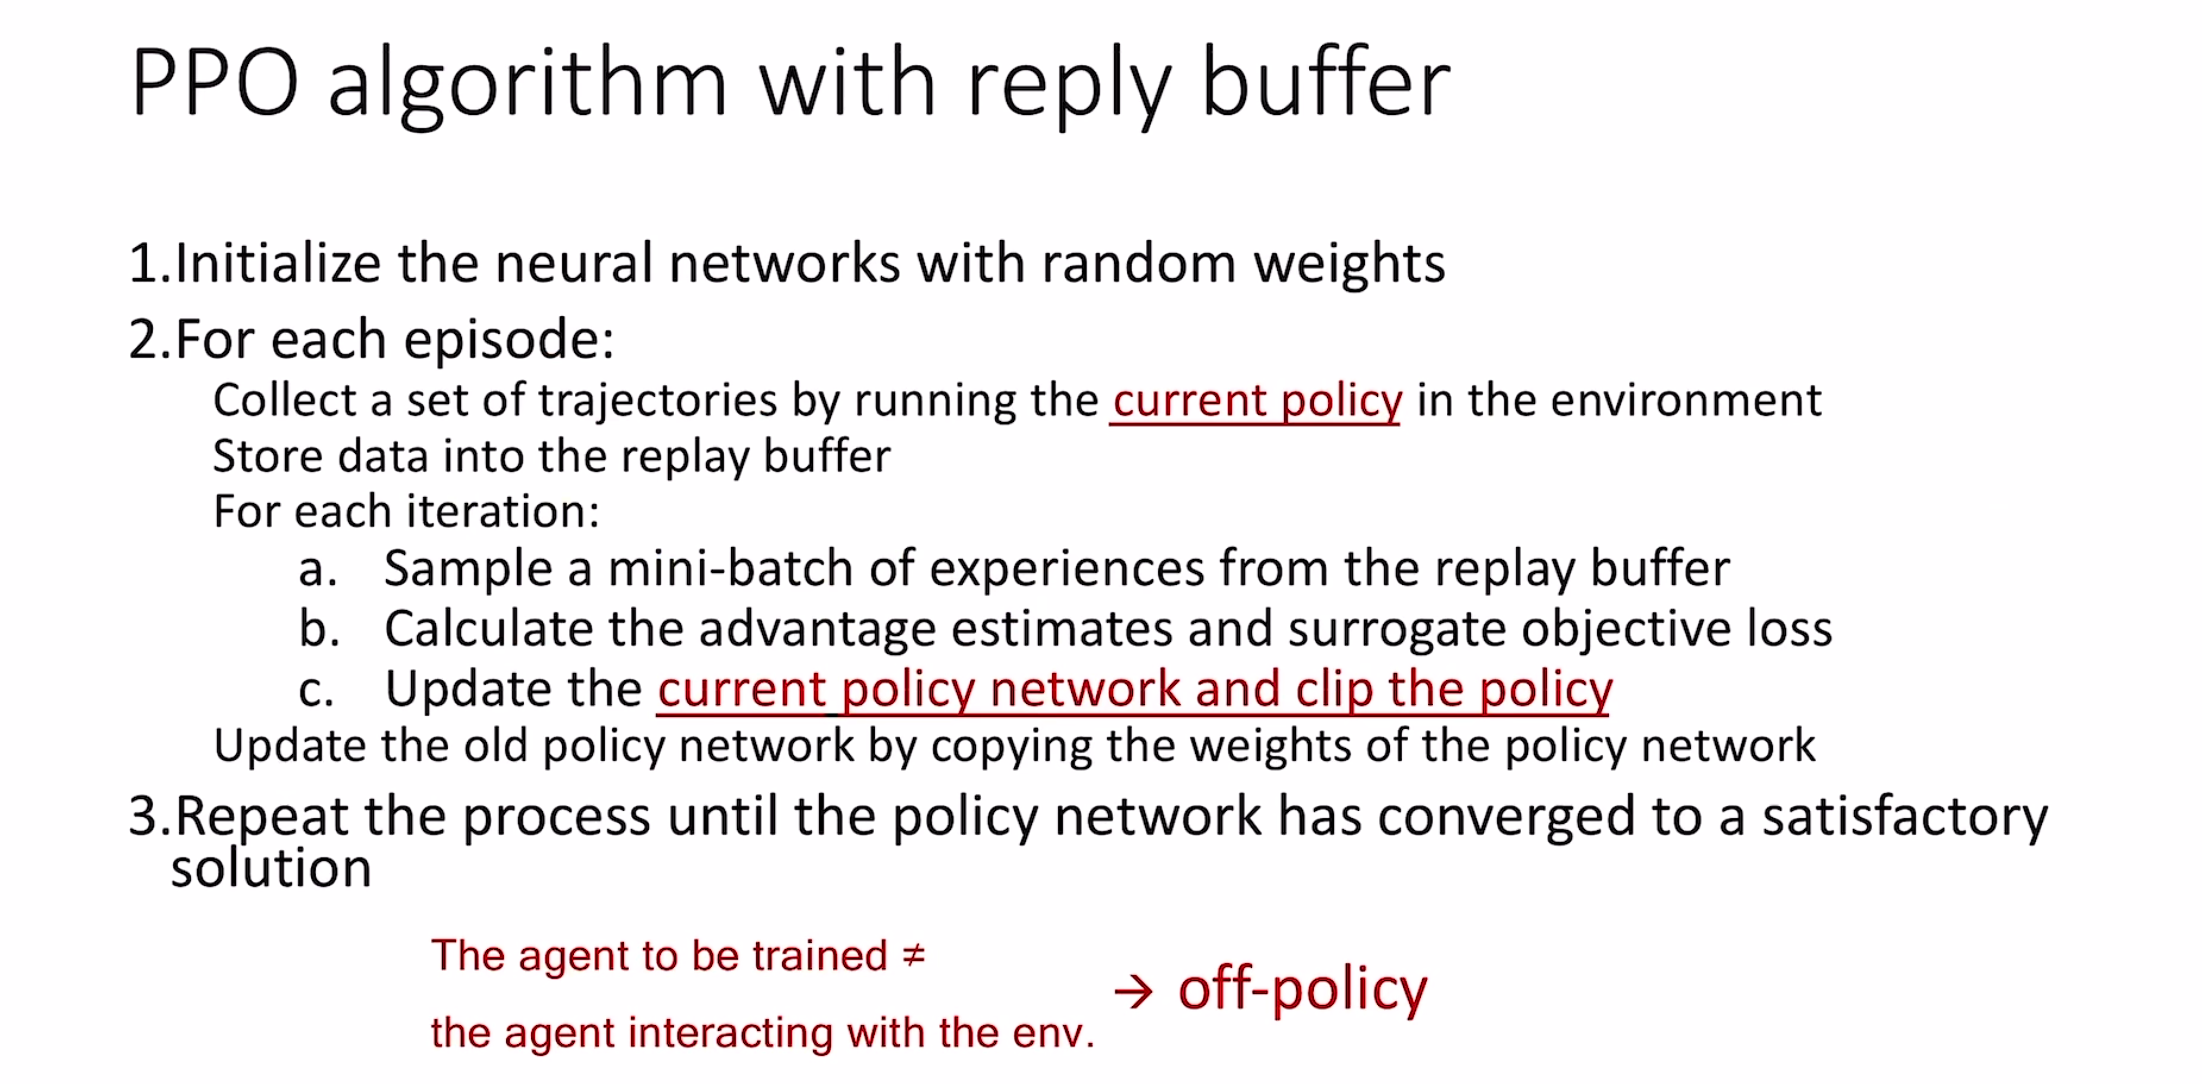 PPO algorithm with reply buffer
1.Initialize the neural networks with random weights
2.For each episode:
Collect a set of trajectories by running the current policy in the environment
Store data into the replay buffer
For each iteration:
a. Sample a mini-batch of experiences from the replay buffer
b. Calculate the advantage estimates and surrogate objective loss
c. Update the current policy network and clip the policy
Update the old policy network by copying the weights of the policy network
3.Repeat the process until the policy network has converged to a satisfactory
solution
The agent to be trained ≠
the agent interacting with the env.
→ off-policy